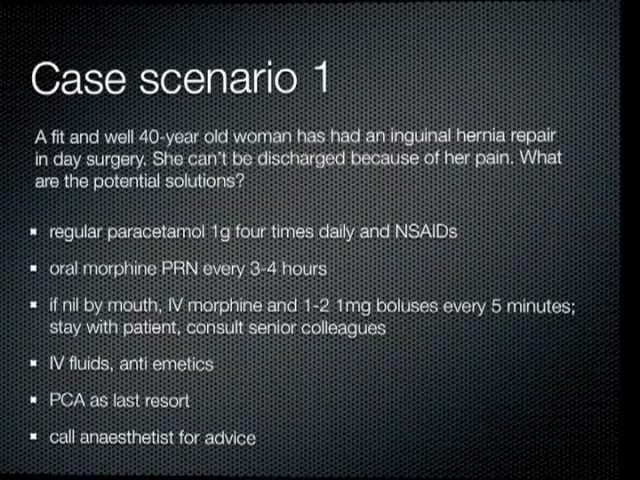 Case scenario 1
A fit and well 40-year old woman has had an inguinal hernia repair
in day surgery. She can't be discharged because of her pain. What
are the potential solutions?
▪ regular paracetamol 1g four times daily and NSAIDs
▪ oral morphine PRN every 3-4 hours
▪ if nil by mouth, IV morphine and 1-2 1mg boluses every 5 minutes;
stay with patient, consult senior colleagues
▪ IV fluids, anti emetics
▪ PCA as last resort
▪ call anaesthetist for advice